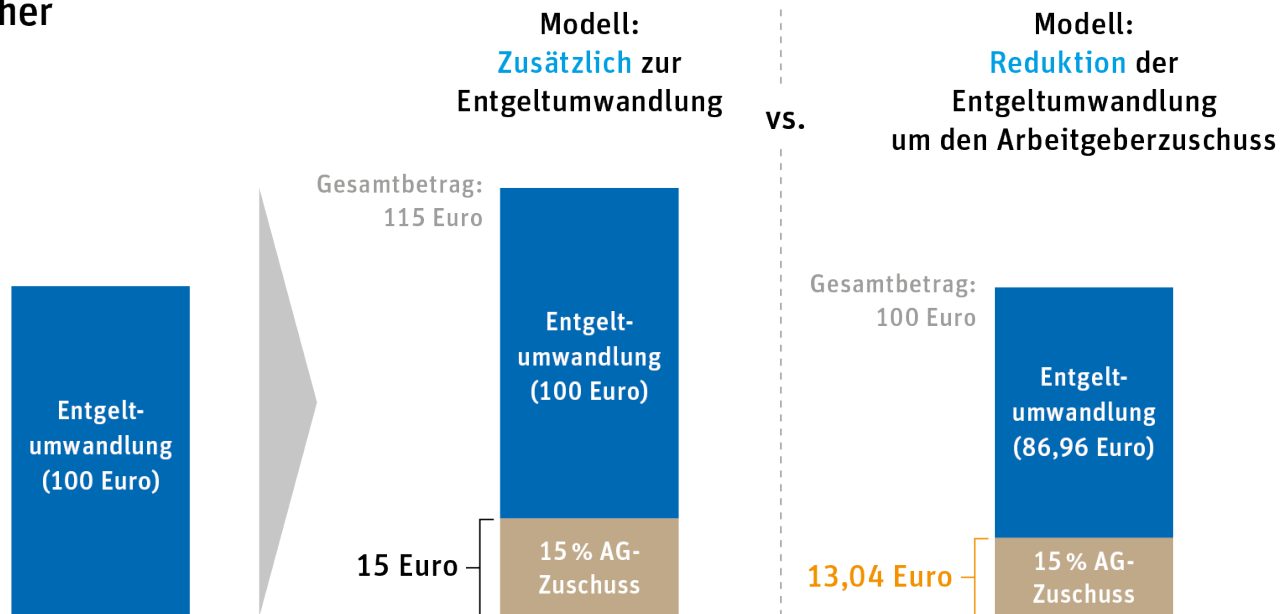 her
Entgelt-
umwandlung
(100 Euro)
Modell:
Zusätzlich zur
Entgeltumwandlung
Gesamtbetrag:
115 Euro
Entgelt-
umwandlung
(100 Euro)
15 Euro
15 % AG-
Zuschuss
vs.
Modell:
Reduktion der
Entgeltumwandlung
um den Arbeitgeberzuschuss
Gesamtbetrag:
100 Euro
Entgelt-
umwandlung
(86,96 Euro)
13,04 Euro
15 % AG-
Zuschuss